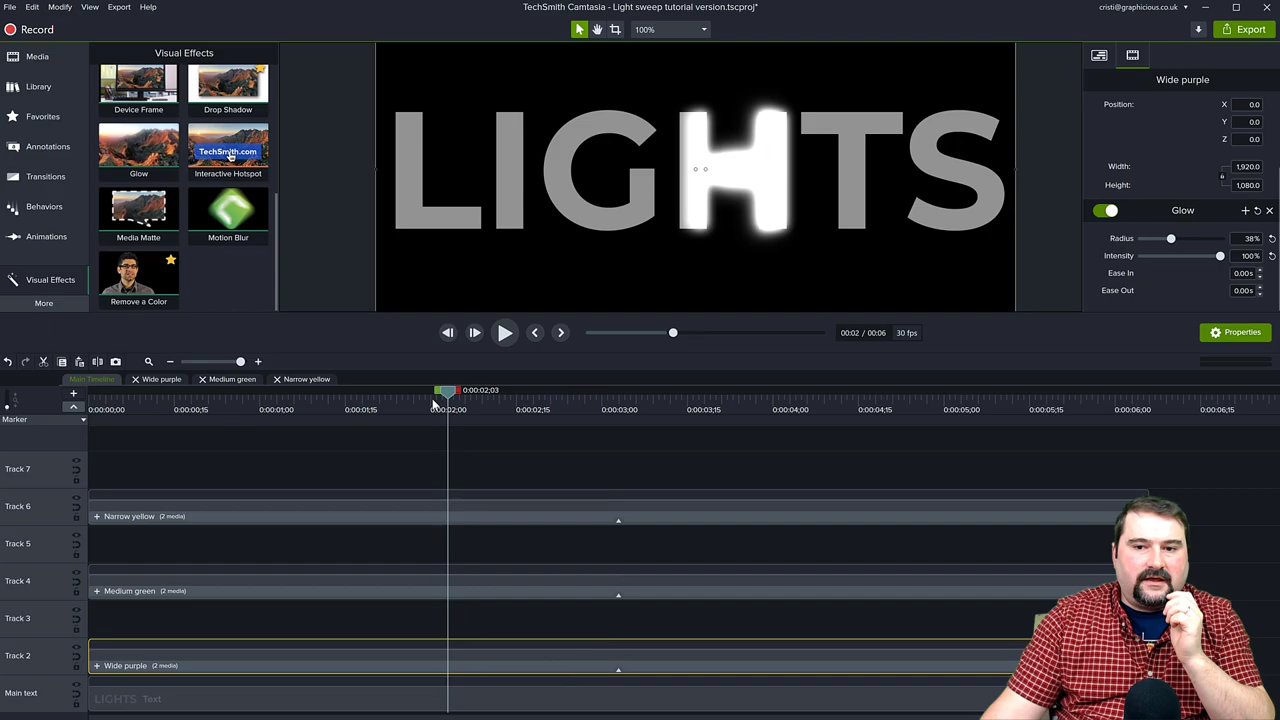 File Edit Modify View Export Help
TechSmith Camtasia - Light sweep tutorial version.tscproj*
cristi@graphicious.co.uk
Record
100%
Export
Media
Library
Favorites
Annotations
Transitions
Behaviors
Animations
Visual Effects
More
Visual Effects
Device Frame
Drop Shadow
Glow
TechSmith.com
Interactive Hotspot
Media Matte
Motion Blur
Remove a Color
LIGHTS
Wide purple
Position:
X 0.0
Y 0.0
Z 0.0
Width: 1,920.0
Height: 1,080.0
Glow
Radius 38%
Intensity 100%
Ease In 0.00s
Ease Out 0.00s
00:02 / 00:06 30 fps
Properties
Main Timeline Wide purple Medium green Narrow yellow
0:00:02;03
0:00:00;00 0:00:00;15 0:00:01;00 0:00:01;15 0:00:02;00 0:00:02;15 0:00:03;00 0:00:03;15 0:00:04;00 0:00:04;15 0:00:05;00 0:00:05;15 0:00:06;00 0:00:06;15
Marker
Track 7
Track 6
Narrow yellow (2 media)
Track 5
Track 4
Medium green (2 media)
Track 3
Track 2
Wide purple (2 media)
Main text
LIGHTS Text